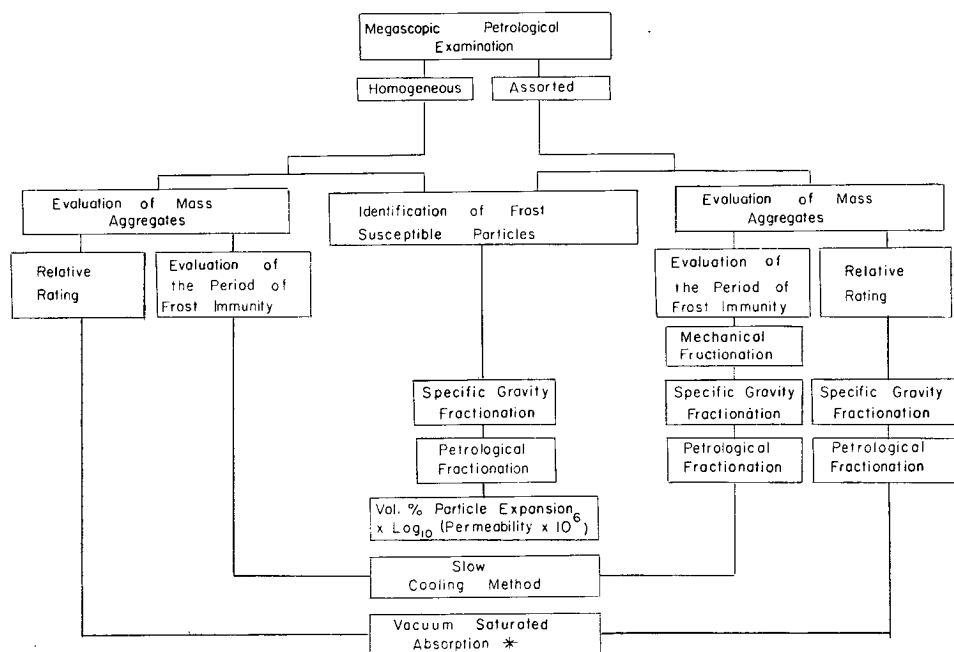 Megascopic Petrological
Examination
Homogeneous
Assorted
Evaluation of Mass
Aggregates
Identification of Frost
Susceptible Particles
Evaluation of Mass
Aggregates
Relative
Rating
Evaluation of
the Period of
Frost Immunity
Evaluation of
the Period of
Frost Immunity
Relative
Rating
Mechanical
Fractionation
Specific Gravity
Fractionation
Specific Gravity
Fractionation
Specific Gravity
Fractionation
Petrological
Fractionation
Petrological
Fractionation
Petrological
Fractionation
Vol. % Particle Expansion
x Log₁₀ (Permeability x 10⁶)
Slow
Cooling Method
Vacuum Saturated
Absorption *